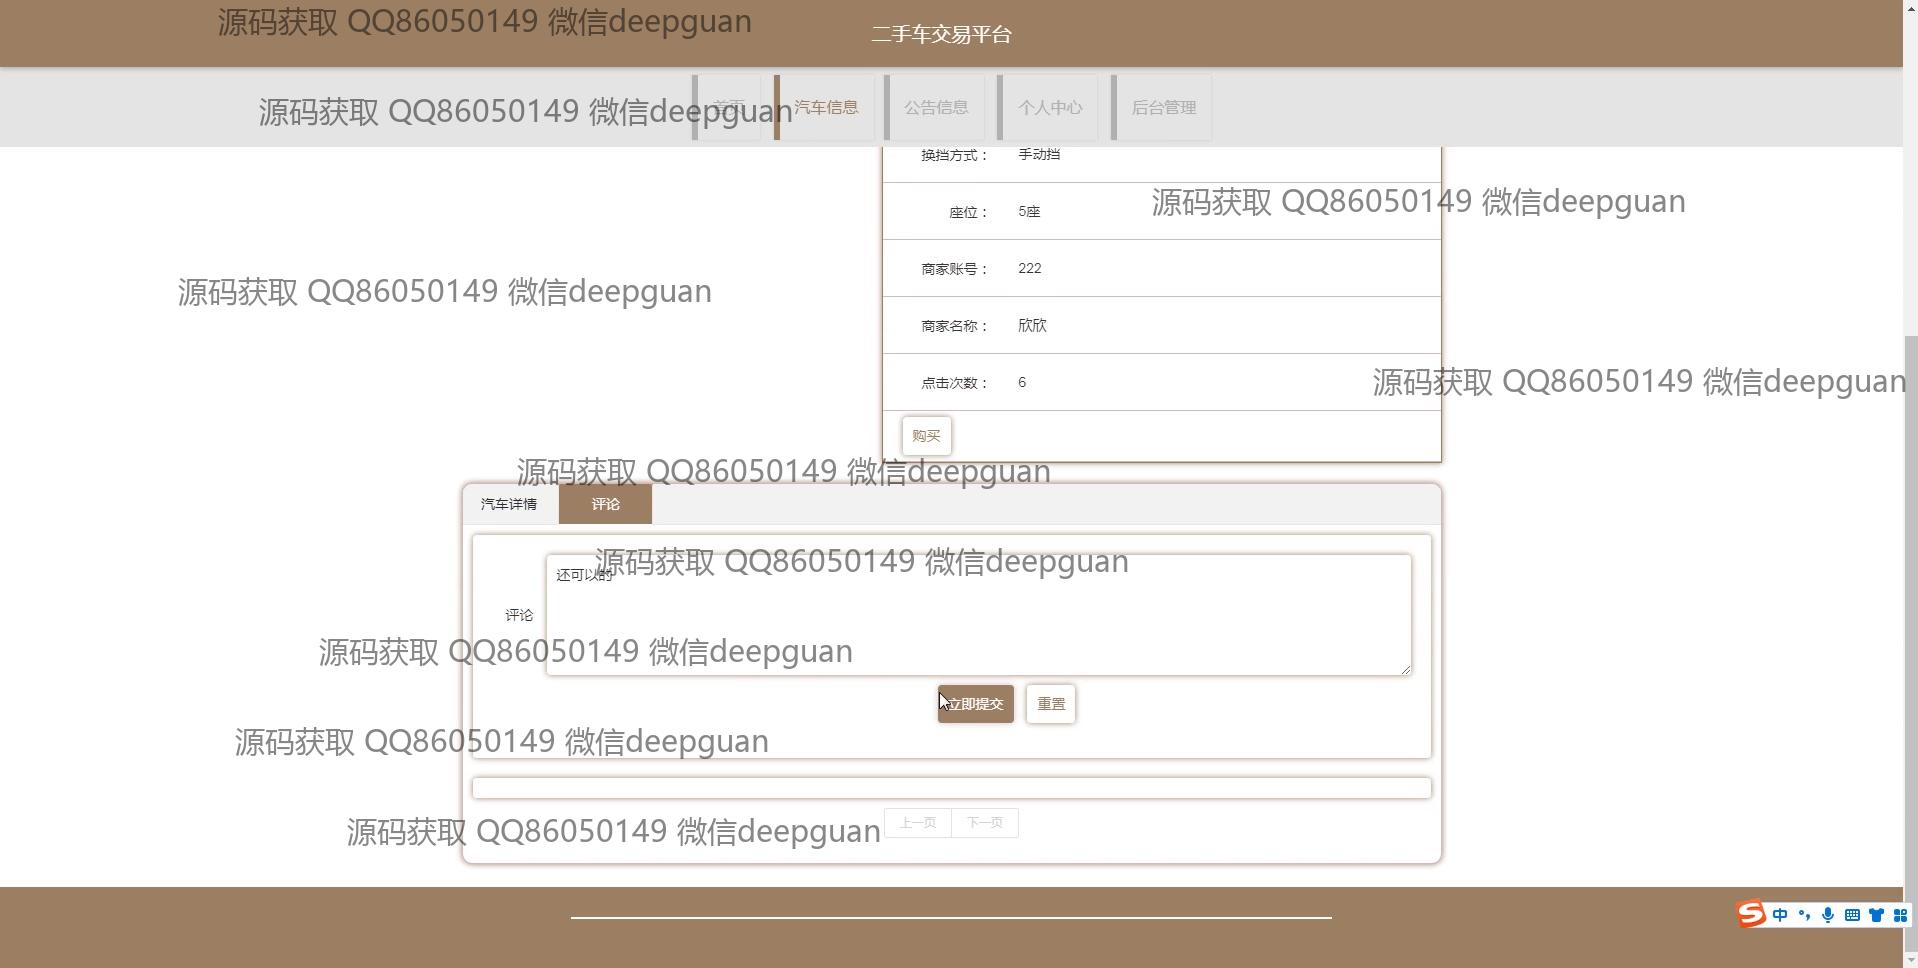 源码获取 QQ86050149 微信deepguan
二手车交易平台
首页 汽车信息 公告信息 个人中心 后台管理
源码获取 QQ86050149 微信deepguan
换挡方式： 手动挡
源码获取 QQ86050149 微信deepguan
座位： 5座
商家账号： 222
源码获取 QQ86050149 微信deepguan
商家名称： 欣欣
点击次数： 6
源码获取 QQ86050149 微信deepguan
购买
源码获取 QQ86050149 微信deepguan
汽车详情 评论
源码获取 QQ86050149 微信deepguan
还可以的
评论
源码获取 QQ86050149 微信deepguan
立即提交 重置
源码获取 QQ86050149 微信deepguan
上一页 下一页
源码获取 QQ86050149 微信deepguan
中